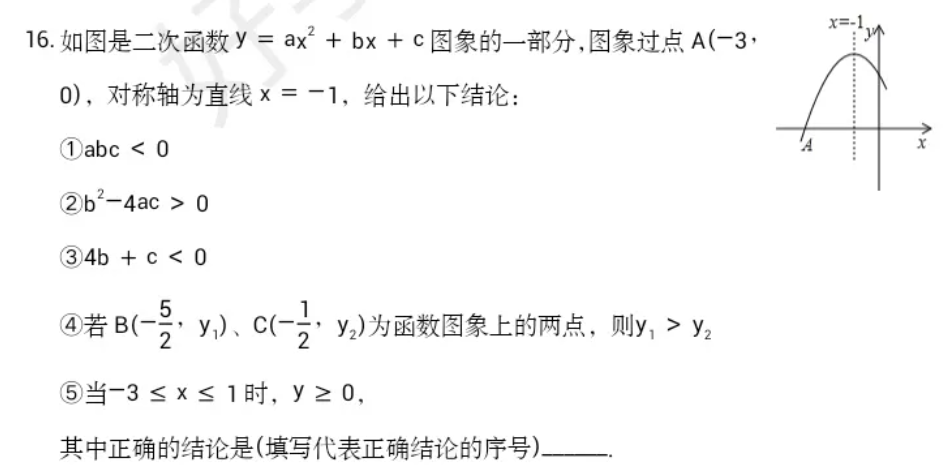 16. 如图是二次函数 y = ax² + bx + c 图象的一部分,图象过点 A(−3,
0),对称轴为直线 x = −1,给出以下结论:
①abc < 0
②b²−4ac > 0
③4b + c < 0
④若 B(−5/2, y₁)、C(−1/2, y₂)为函数图象上的两点,则y₁ > y₂
⑤当−3 ≤ x ≤ 1时,y ≥ 0,
其中正确的结论是(填写代表正确结论的序号)______.
x=-1
y
A
x